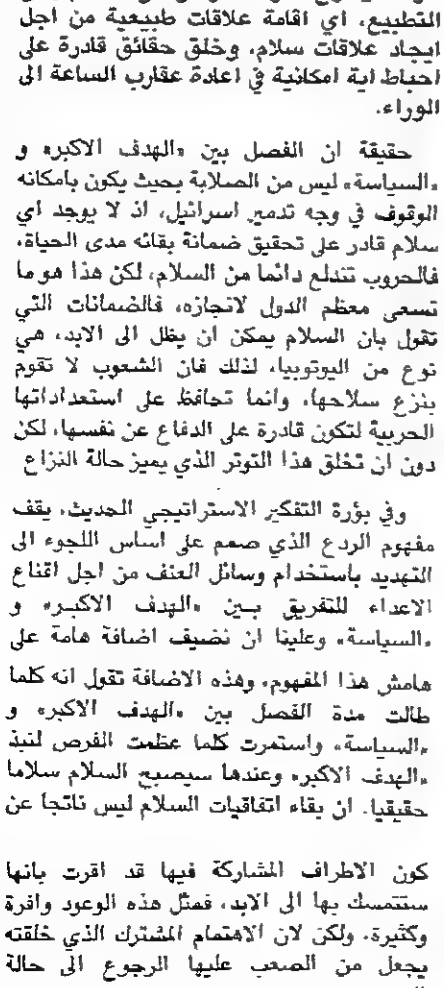 التطبيع، اي اقامة علاقات طبيعية من اجل
ايجاد علاقات سلام، وخلق حقائق قادرة على
احباط اية امكانية في اعادة عقارب الساعة الى
الوراء.
حقيقة ان الفصل بين «الهدف الاكبر» و
«السياسة» ليس من الصلابة بحيث يكون بامكانه
الوقوف في وجه تدمير اسرائيل، اذ لا يوجد اي
سلام قادر على تحقيق ضمانة بقائه مدى الحياة،
فالحروب تندلع دائما من السلام، لكن هذا هو ما
تسعى معظم الدول لانجازه، فالضمانات التي
تقول بان السلام يمكن ان يظل الى الابد، هي
نوع من اليوتوبيا، لذلك فان الشعوب لا تقوم
بنزع سلاحها، وانما تحافظ على استعداداتها
الحربية لتكون قادرة على الدفاع عن نفسها، لكن
دون ان تخلق هذا التوتر الذي يميز حالة النزاع
وفي بؤرة التفكير الاستراتيجي الحديث، يقف
مفهوم الردع الذي صمم على اساس اللجوء الى
التهديد باستخدام وسائل العنف من اجل اقناع
الاعداء للتفريق بين «الهدف الاكبر» و
«السياسة» وعلينا ان نضيف اضافة هامة على
هامش هذا المفهوم، وهذه الاضافة تقول انه كلما
طالت مدة الفصل بين «الهدف الاكبر» و
«السياسة» واستمرت كلما عظمت الفرص لنبذ
«الهدف الاكبر» وعندها سيصبح السلام سلاما
حقيقيا. ان بقاء اتفاقيات السلام ليس ناتجا عن
كون الاطراف المشاركة فيها قد اقرت بانها
ستتمسك بها الى الابد، فمثل هذه الوعود وافرة
وكثيرة، ولكن لان الاهتمام المشترك الذي خلقته
يجعل من الصعب عليها الرجوع الى حالة